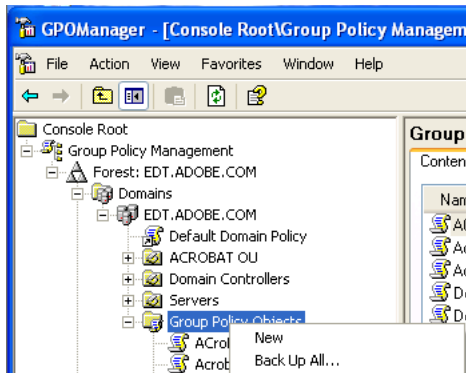 GPOManager - [Console Root\Group Policy Managem
File Action View Favorites Window Help
Console Root
Group Policy Management
Forest: EDT.ADOBE.COM
Domains
EDT.ADOBE.COM
Default Domain Policy
ACROBAT OU
Domain Controllers
Servers
Group Policy Objects
ACrol
Acrob
New
Back Up All...
Group
Conten
Nam